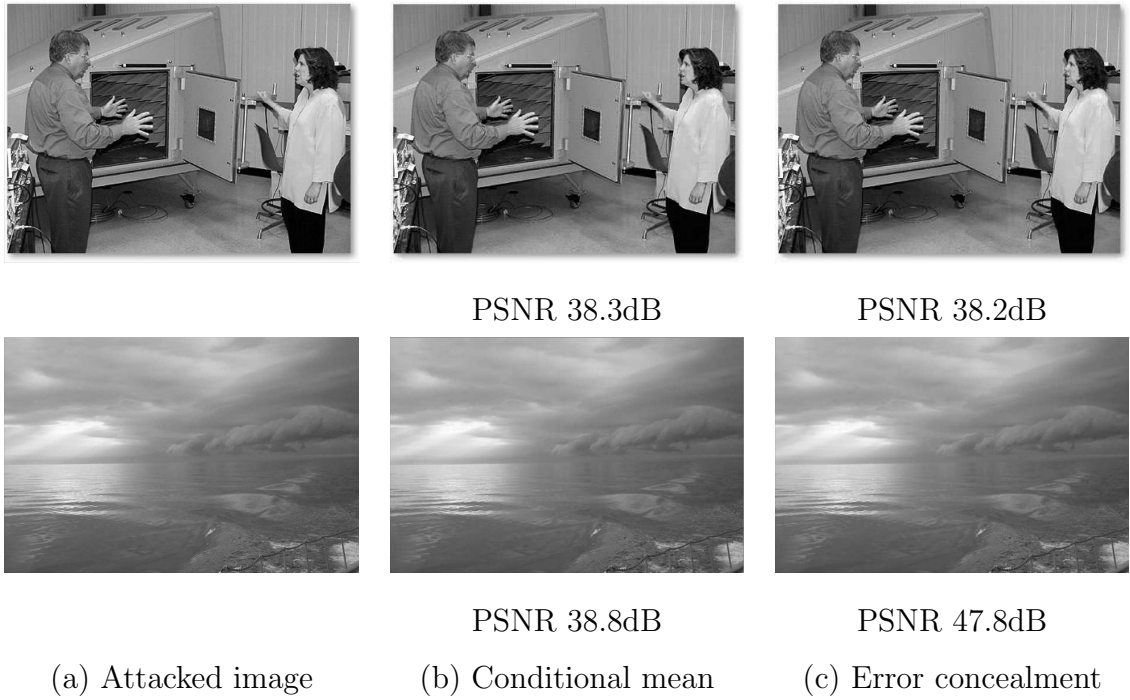 PSNR 38.3dB PSNR 38.2dB
PSNR 38.8dB PSNR 47.8dB
(a) Attacked image (b) Conditional mean (c) Error concealment